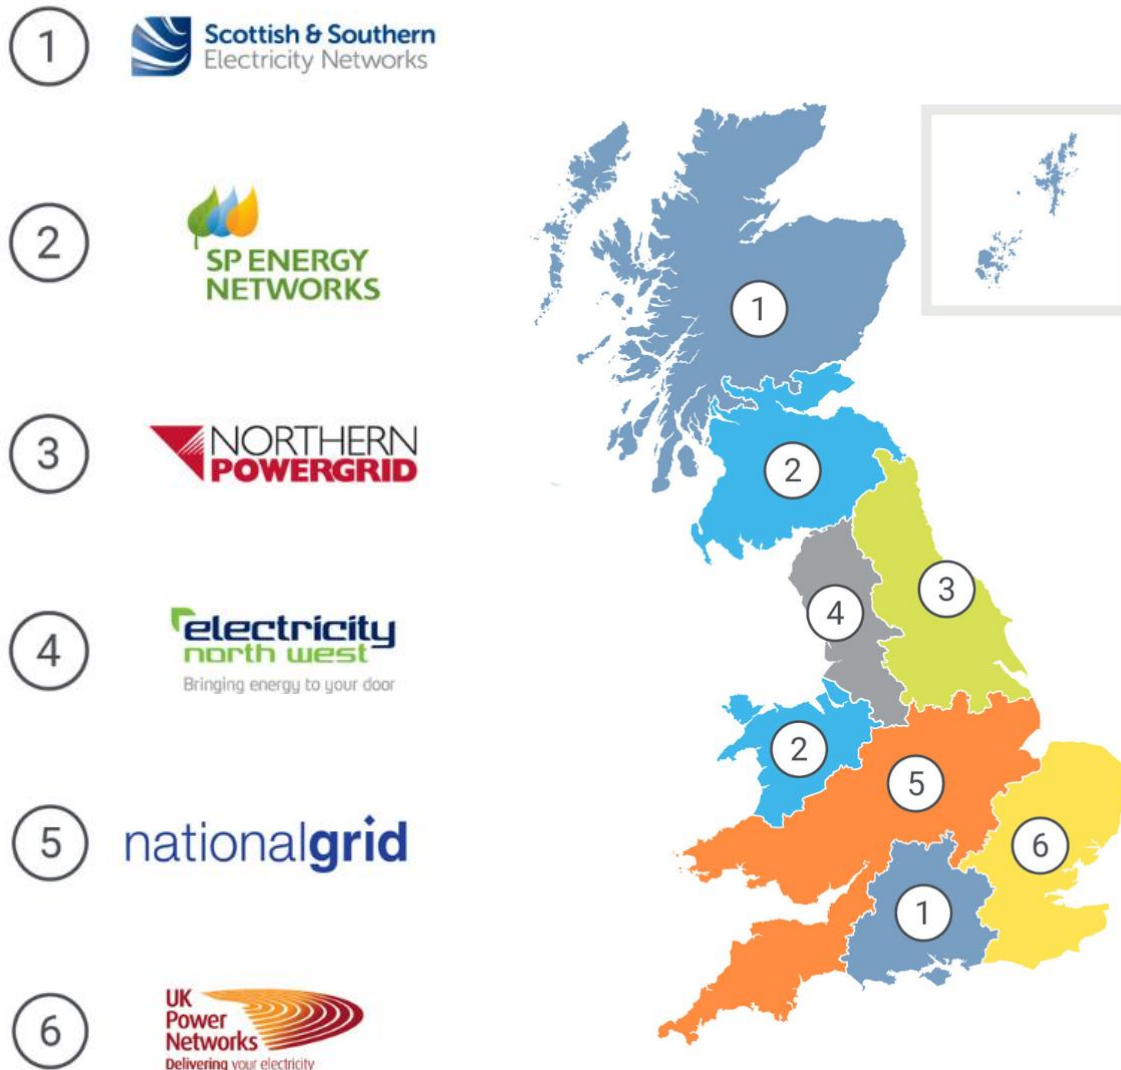 1
Scottish & Southern
Electricity Networks
2
SP ENERGY
NETWORKS
3
NORTHERN
POWERGRID
4
electricity
north west
Bringing energy to your door
5
nationalgrid
6
UK
Power
Networks
Delivering your electricity
1
2
3
4
2
5
6
1